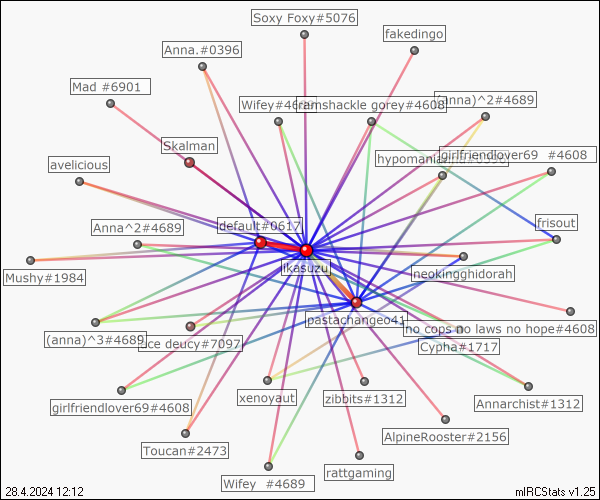 Soxy Foxy#5076
fakedingo
Anna.#0396
Mad #6901
Wifey#46
ramshackle gorey#4608
(anna)^2#4689
Skalman
hypomania
girlfriendlover69 #4608
avelicious
default#0617
Anna^2#4689
frisout
ikasuzu
neokingghidorah
Mushy#1984
pastachangeo41
no cops no laws no hope#4608
(anna)^3#4689
ce deucy#7097
Cypha#1717
girlfriendlover69#4608
xenoyaut
zibbits#1312
Annarchist#1312
Toucan#2473
AlpineRooster#2156
Wifey #4689
rattgaming
28.4.2024 12:12
mIRCStats v1.25